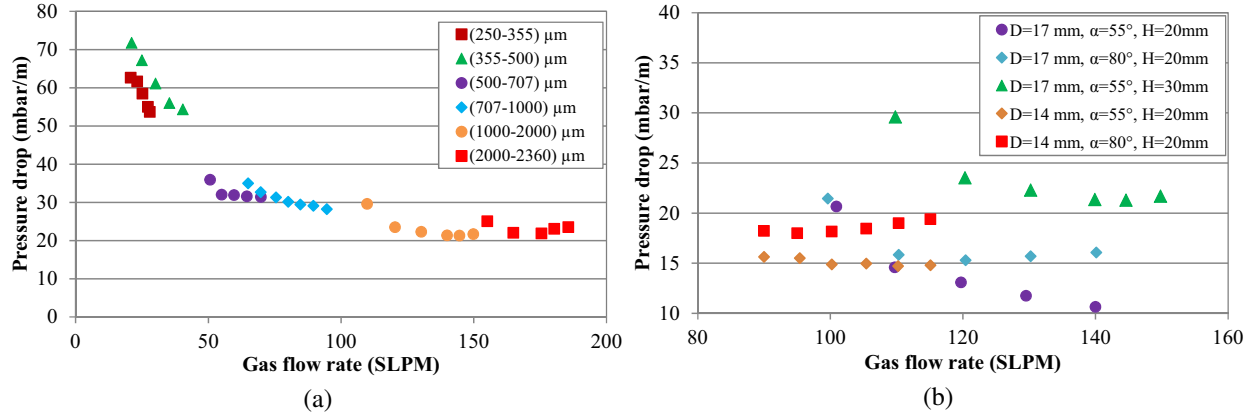 (a)
80
70
60
50
40
30
20
10
0
Pressure drop (mbar/m)
0 50 100 150 200
Gas flow rate (SLPM)
(250-355) µm
(355-500) µm
(500-707) µm
(707-1000) µm
(1000-2000) µm
(2000-2360) µm
(a)
40
35
30
25
20
15
10
Pressure drop (mbar/m)
80 100 120 140 160
Gas flow rate (SLPM)
D=17 mm, α=55°, H=20mm
D=17 mm, α=80°, H=20mm
D=17 mm, α=55°, H=30mm
D=14 mm, α=55°, H=20mm
D=14 mm, α=80°, H=20mm
(b)